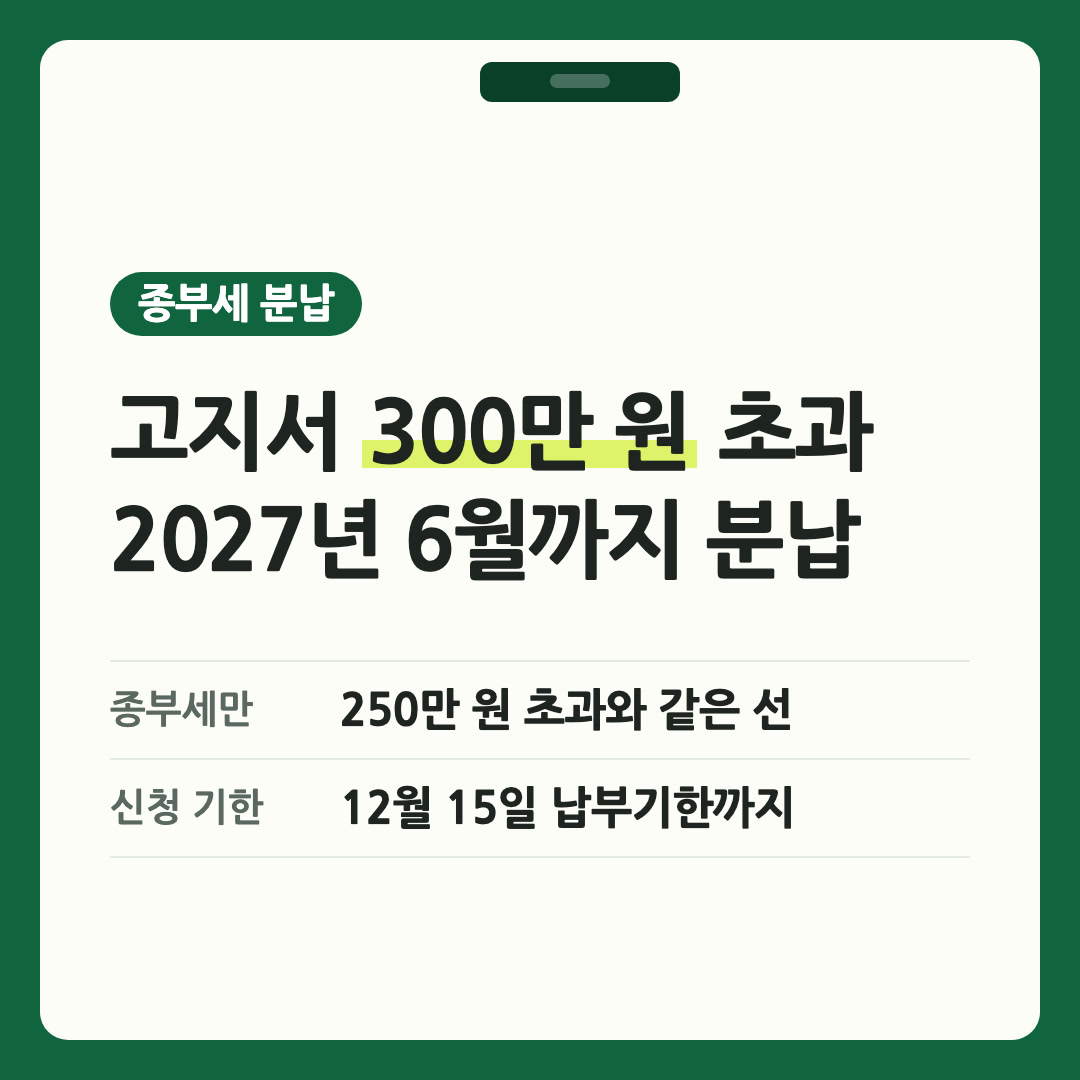 종부세 분납
고지서 300만 원 초과
2027년 6월까지 분납
종부세만 250만 원 초과와 같은 선
신청 기한 12월 15일 납부기한까지